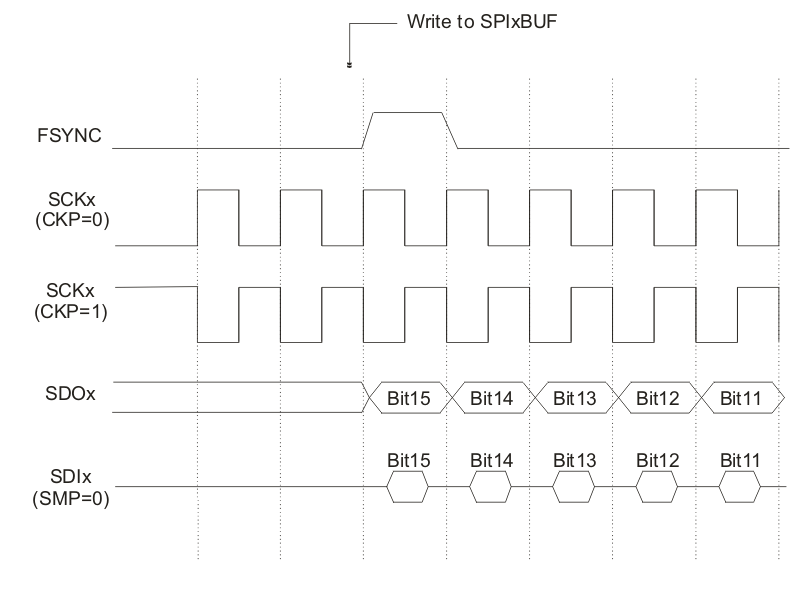 Write to SPIxBUF
FSYNC
SCKx
(CKP=0)
SCKx
(CKP=1)
SDOx
Bit15 Bit14 Bit13 Bit12 Bit11
Bit15 Bit14 Bit13 Bit12 Bit11
SDIx
(SMP=0)